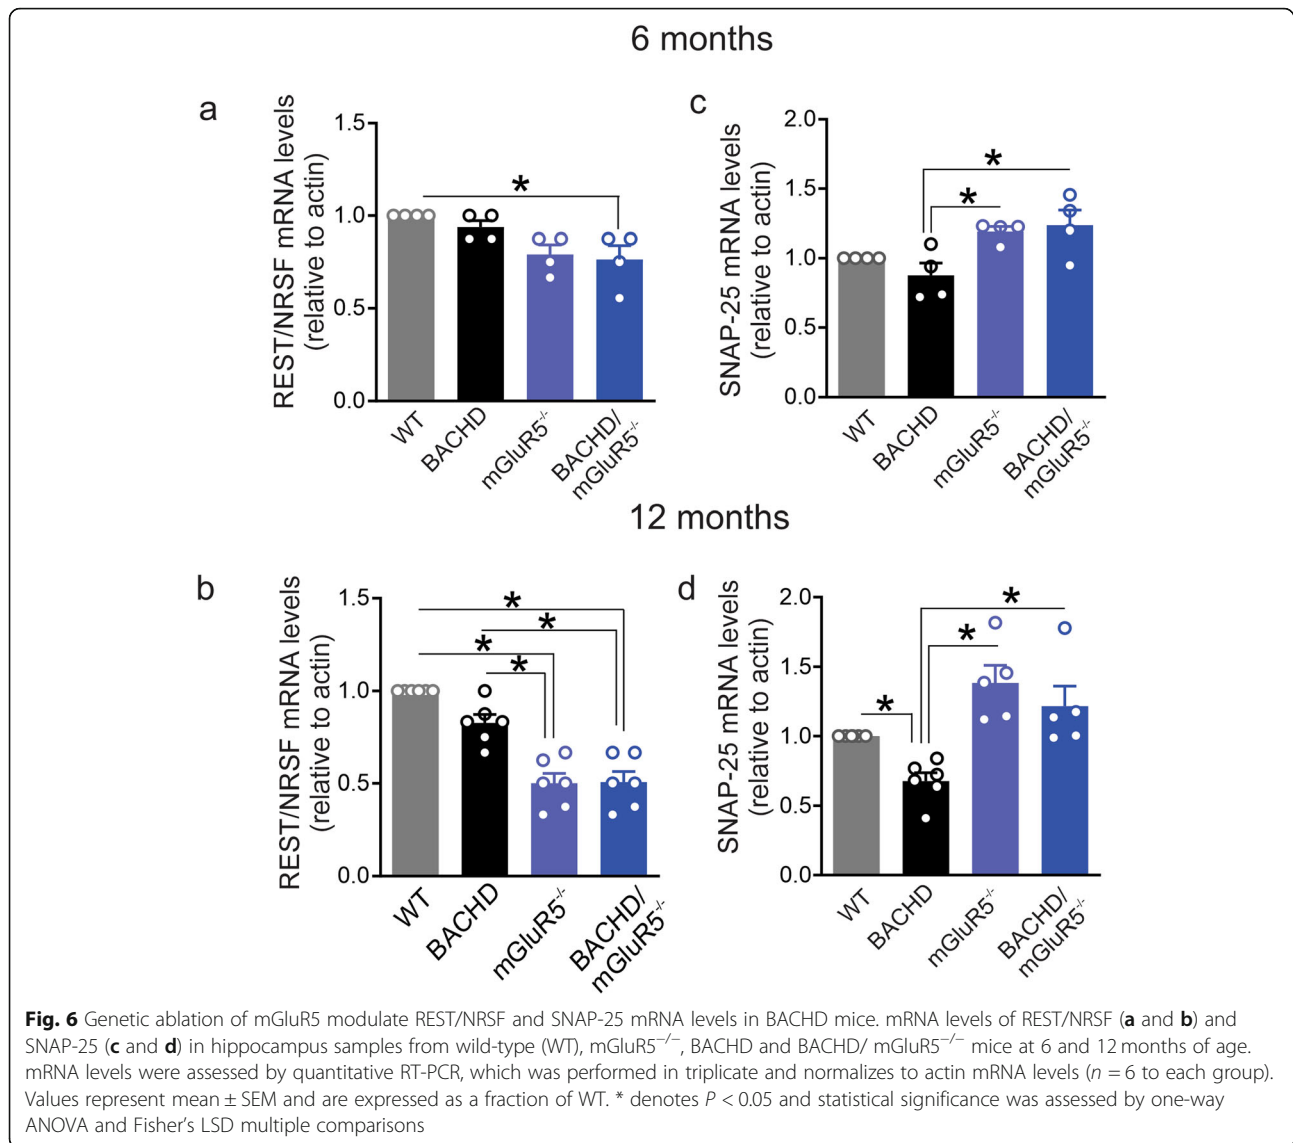 6 months
a
REST/NRSF mRNA levels
(relative to actin)
1.5
1.0
0.5
0.0
*
WT
BACHD
mGluR5-/-
BACHD/
mGluR5-/-
c
SNAP-25 mRNA levels
(relative to actin)
2.0
1.5
1.0
0.5
0.0
*
*
WT
BACHD
mGluR5-/-
BACHD/
mGluR5-/-
12 months
b
REST/NRSF mRNA levels
(relative to actin)
1.5
1.0
0.5
0.0
*
*
*
*
WT
BACHD
mGluR5-/-
BACHD/
mGluR5-/-
d
SNAP-25 mRNA levels
(relative to actin)
2.0
1.5
1.0
0.5
0.0
*
*
*
WT
BACHD
mGluR5-/-
BACHD/
mGluR5-/-
Fig. 6 Genetic ablation of mGluR5 modulate REST/NRSF and SNAP-25 mRNA levels in BACHD mice. mRNA levels of REST/NRSF (a and b) and
SNAP-25 (c and d) in hippocampus samples from wild-type (WT), mGluR5−/−, BACHD and BACHD/ mGluR5−/− mice at 6 and 12 months of age.
mRNA levels were assessed by quantitative RT-PCR, which was performed in triplicate and normalizes to actin mRNA levels (n = 6 to each group).
Values represent mean ± SEM and are expressed as a fraction of WT. * denotes P < 0.05 and statistical significance was assessed by one-way
ANOVA and Fisher's LSD multiple comparisons